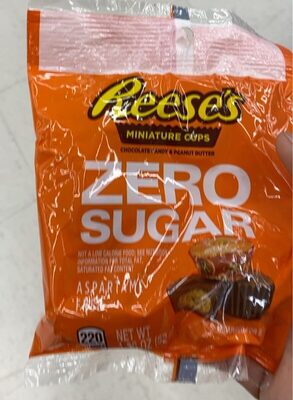 Reese's
MINIATURE CUPS
CHOCOLATE CANDY & PEANUT BUTTER
ZERO
SUGAR
NOT A LOW CALORIE FOOD, SEE NUTRITION
INFORMATION FOR TOTAL FAT
SATURATED FAT CONTENT
ASPARTAME
220
NET WT